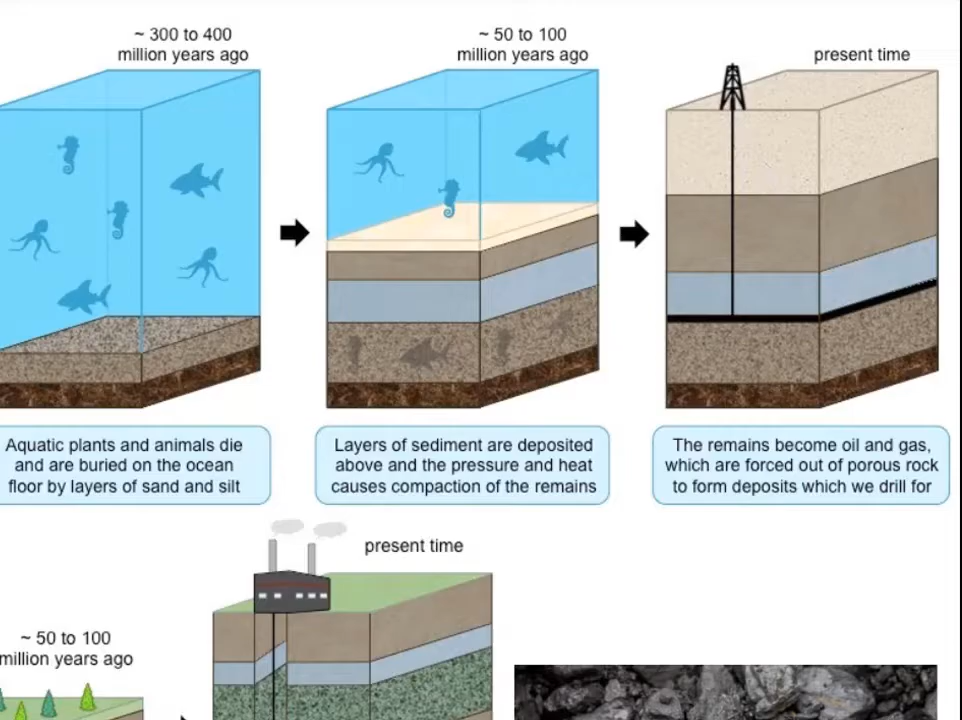 ~ 300 to 400
million years ago
~ 50 to 100
million years ago
present time
Aquatic plants and animals die
and are buried on the ocean
floor by layers of sand and silt
Layers of sediment are deposited
above and the pressure and heat
causes compaction of the remains
The remains become oil and gas,
which are forced out of porous rock
to form deposits which we drill for
present time
~ 50 to 100
million years ago